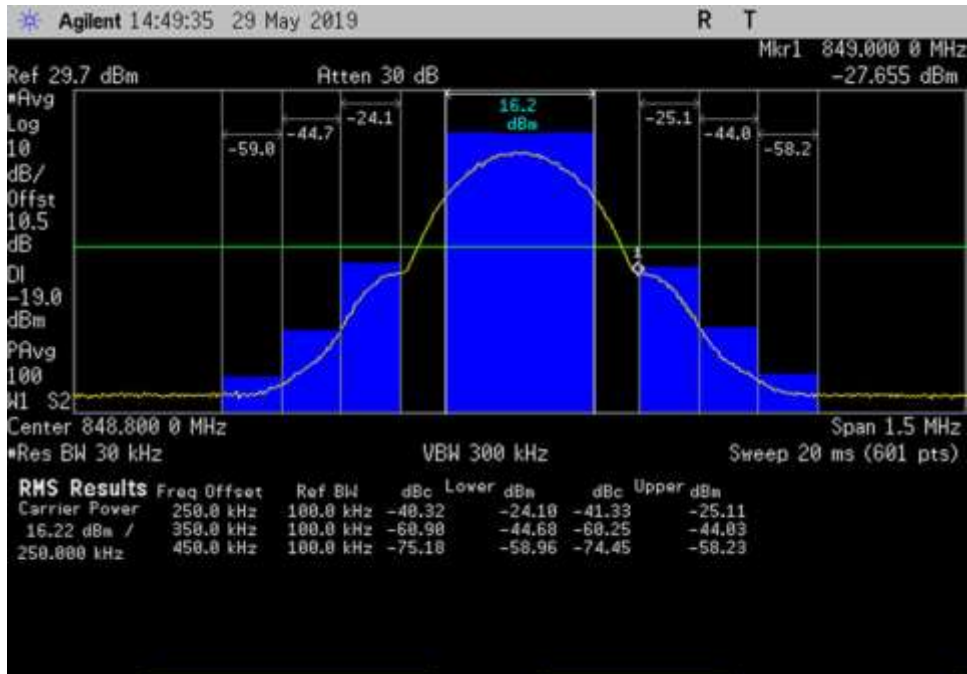 Agilent 14:49:35 29 May 2019 R T
Mkr1 849.000 0 MHz
Ref 29.7 dBm Atten 30 dB -27.655 dBm
#Avg
Log
10
dB/
Offst
10.5
dB
DI
-19.0
dBm
PAvg
100
W1 S2
-59.0
-44.7
-24.1
16.2
dBm
-25.1
-44.0
-58.2
1
Center 848.800 0 MHz Span 1.5 MHz
#Res BW 30 kHz VBW 300 kHz Sweep 20 ms (601 pts)
RMS Results Freq Offset Ref BW dBc Lower dBm dBc Upper dBm
Carrier Power 250.0 kHz 100.0 kHz -40.32 -24.10 -41.33 -25.11
16.22 dBm / 350.0 kHz 100.0 kHz -60.90 -44.68 -60.25 -44.03
250.000 kHz 450.0 kHz 100.0 kHz -75.18 -58.96 -74.45 -58.23